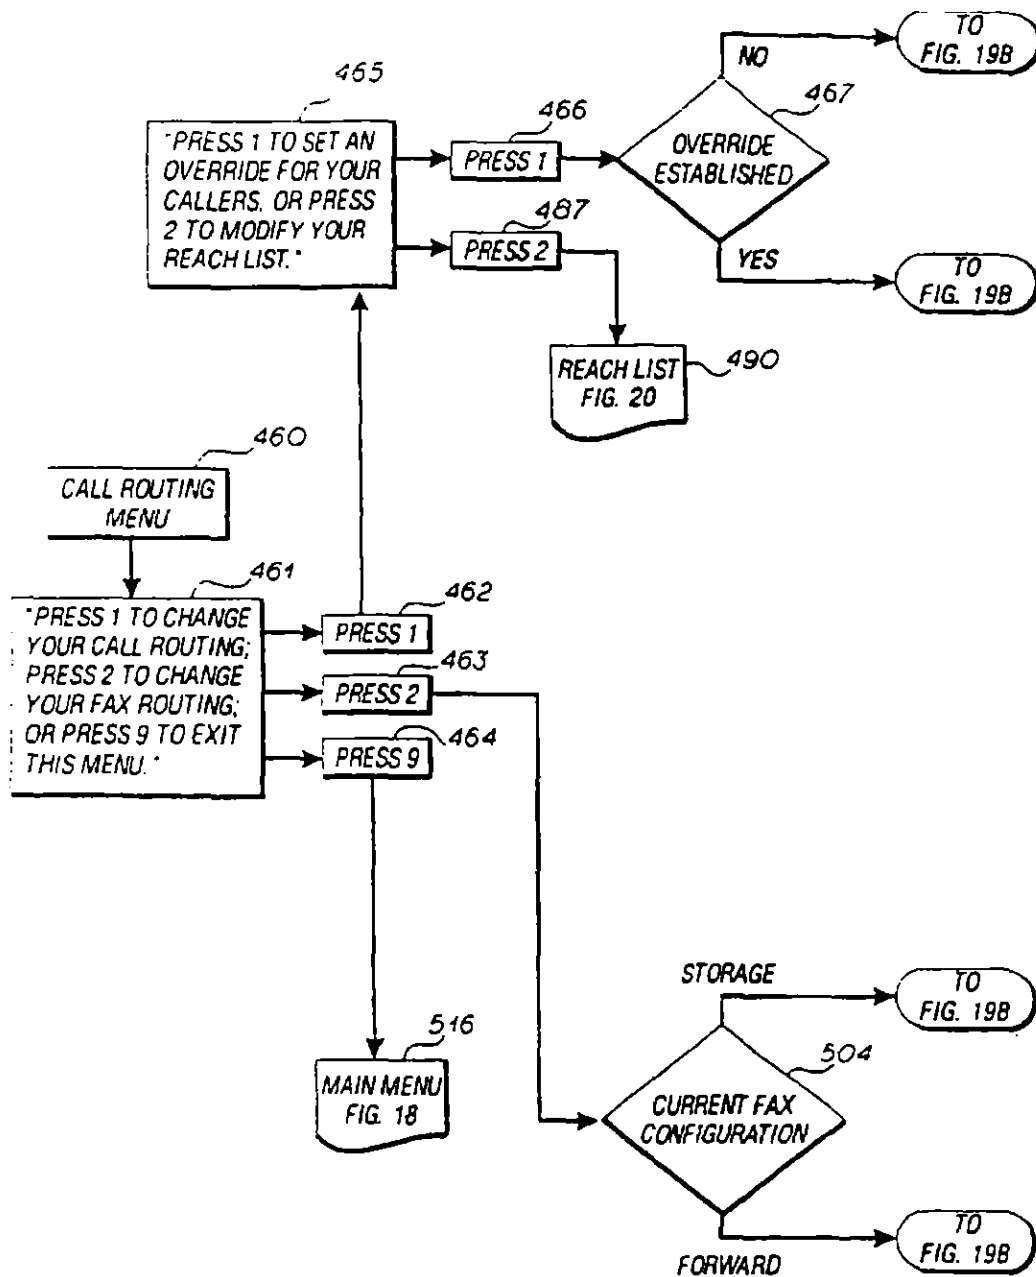 TO
FIG. 19B
NO
465
467
466
"PRESS 1 TO SET AN
OVERRIDE FOR YOUR
CALLERS, OR PRESS
2 TO MODIFY YOUR
REACH LIST."
PRESS 1
OVERRIDE
ESTABLISHED
487
PRESS 2
YES
TO
FIG. 19B
REACH LIST
FIG. 20
490
460
CALL ROUTING
MENU
461
"PRESS 1 TO CHANGE
YOUR CALL ROUTING;
PRESS 2 TO CHANGE
YOUR FAX ROUTING;
OR PRESS 9 TO EXIT
THIS MENU."
462
PRESS 1
463
PRESS 2
464
PRESS 9
STORAGE
TO
FIG. 19B
516
MAIN MENU
FIG. 18
504
CURRENT FAX
CONFIGURATION
FORWARD
TO
FIG. 19B